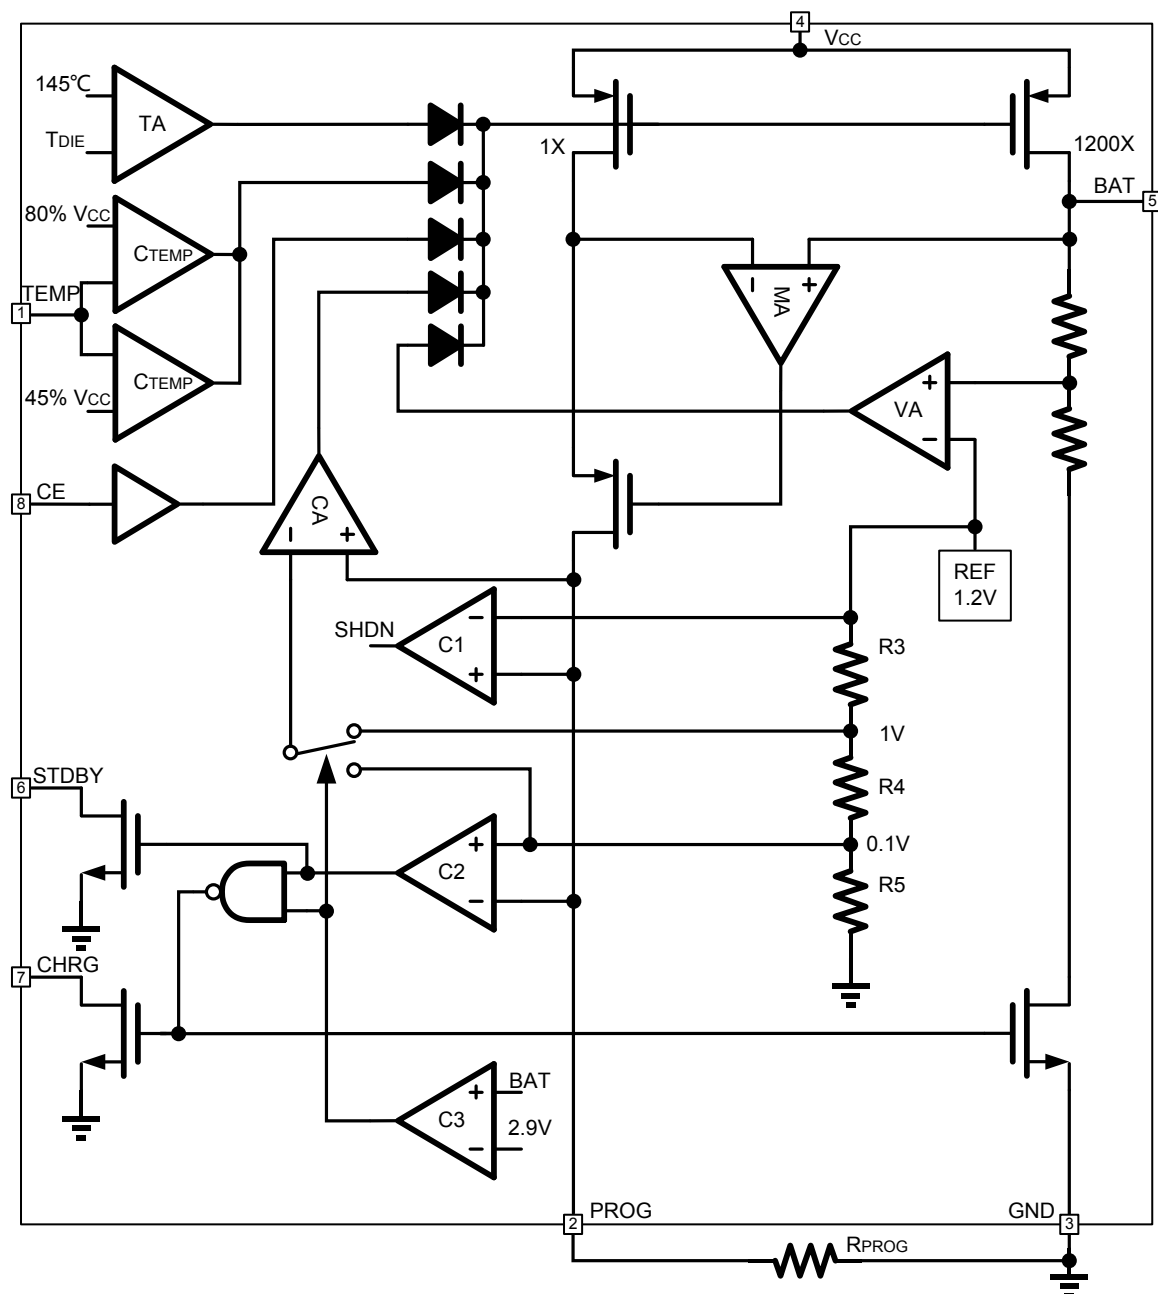 4
VCC
145℃
TA
TDIE
1X
1200X
BAT
5
80% VCC
CTEMP
TEMP
1
− +
MA
CTEMP
45% VCC
+
VA
−
8
CE
CA
− +
REF
1.2V
SHDN
−
C1
+
R3
1V
R4
6
STDBY
+
C2
−
0.1V
R5
7
CHRG
+
BAT
C3
2.9V
−
2
PROG
GND
3
RPROG